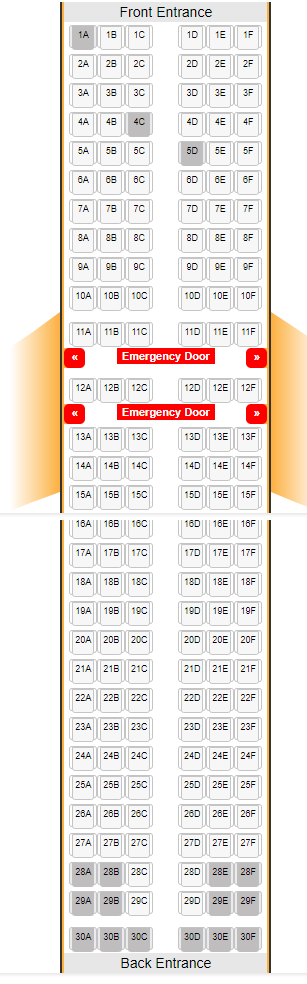 Front Entrance
1A 1B 1C 1D 1E 1F
2A 2B 2C 2D 2E 2F
3A 3B 3C 3D 3E 3F
4A 4B 4C 4D 4E 4F
5A 5B 5C 5D 5E 5F
6A 6B 6C 6D 6E 6F
7A 7B 7C 7D 7E 7F
8A 8B 8C 8D 8E 8F
9A 9B 9C 9D 9E 9F
10A 10B 10C 10D 10E 10F
11A 11B 11C 11D 11E 11F
« Emergency Door »
12A 12B 12C 12D 12E 12F
« Emergency Door »
13A 13B 13C 13D 13E 13F
14A 14B 14C 14D 14E 14F
15A 15B 15C 15D 15E 15F
16A 16B 16C 16D 16E 16F
17A 17B 17C 17D 17E 17F
18A 18B 18C 18D 18E 18F
19A 19B 19C 19D 19E 19F
20A 20B 20C 20D 20E 20F
21A 21B 21C 21D 21E 21F
22A 22B 22C 22D 22E 22F
23A 23B 23C 23D 23E 23F
24A 24B 24C 24D 24E 24F
25A 25B 25C 25D 25E 25F
26A 26B 26C 26D 26E 26F
27A 27B 27C 27D 27E 27F
28A 28B 28C 28D 28E 28F
29A 29B 29C 29D 29E 29F
30A 30B 30C 30D 30E 30F
Back Entrance